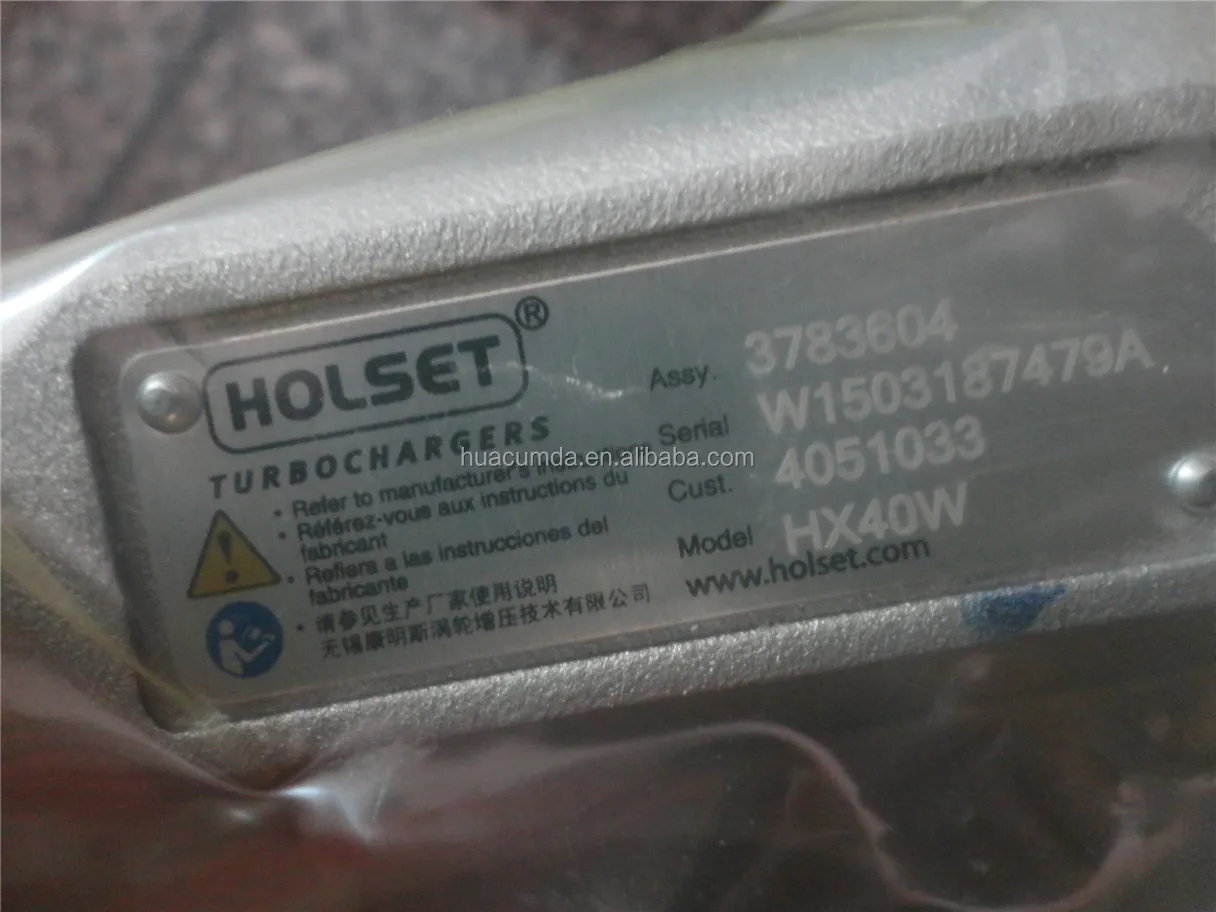 HOLSET ®
TURBOCHARGERS
• Refer to manufacturer's instructions
• Référez-vous aux instructions du
fabricant
• Refiera a las instrucciones del
fabricante
• 请参见生产厂家使用说明
无锡康明斯涡轮增压技术有限公司
Assy. 3783604
Serial W1503187479A
Cust. 4051033
Model HX40W
www.holset.com
huacumda.en.alibaba.com